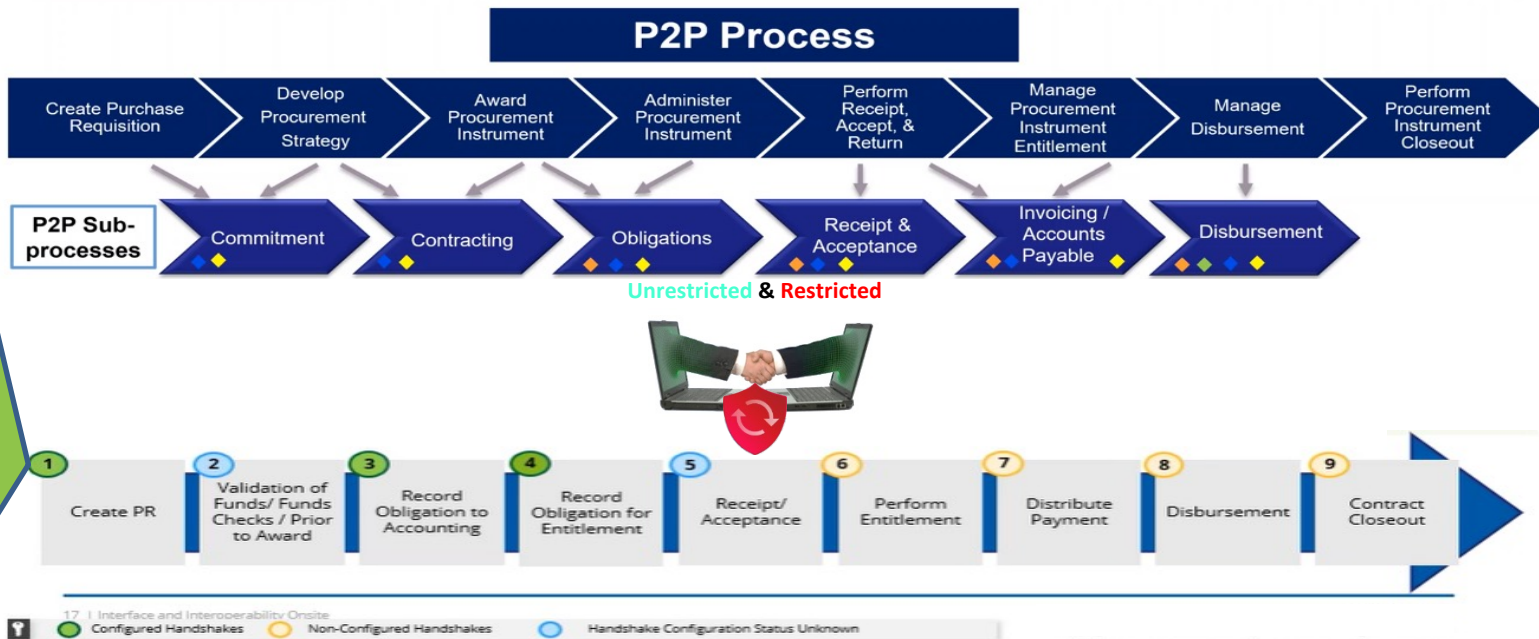 P2P Process
Create Purchase
Requisition
Develop
Procurement
Strategy
Award
Procurement
Instrument
Administer
Procurement
Instrument
Perform
Receipt,
Accept, &
Return
Manage
Procurement
Instrument
Entitlement
Manage
Disbursement
Perform
Procurement
Instrument
Closeout
P2P Sub-
processes
Commitment
Contracting
Obligations
Receipt &
Acceptance
Invoicing /
Accounts
Payable
Disbursement
Unrestricted & Restricted
1
Create PR
2
Validation of
Funds/ Funds
Checks / Prior
to Award
3
Record
Obligation to
Accounting
4
Record
Obligation for
Entitlement
5
Receipt/
Acceptance
6
Perform
Entitlement
7
Distribute
Payment
8
Disbursement
9
Contract
Closeout
17 | Interface and Interoperability Onsite
Configured Handshakes
Non-Configured Handshakes
Handshake Configuration Status Unknown